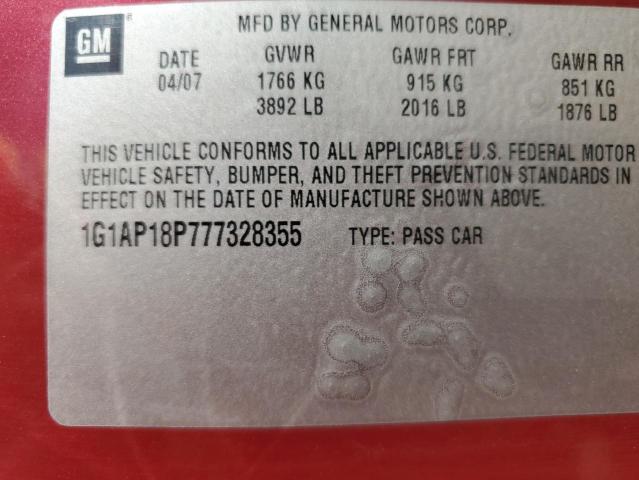 GM ®
MFD BY GENERAL MOTORS CORP.
DATE GVWR GAWR FRT GAWR RR
04/07 1766 KG 915 KG 851 KG
3892 LB 2016 LB 1876 LB
THIS VEHICLE CONFORMS TO ALL APPLICABLE U.S. FEDERAL MOTOR
VEHICLE SAFETY, BUMPER, AND THEFT PREVENTION STANDARDS IN
EFFECT ON THE DATE OF MANUFACTURE SHOWN ABOVE.
1G1AP18P777328355 TYPE: PASS CAR